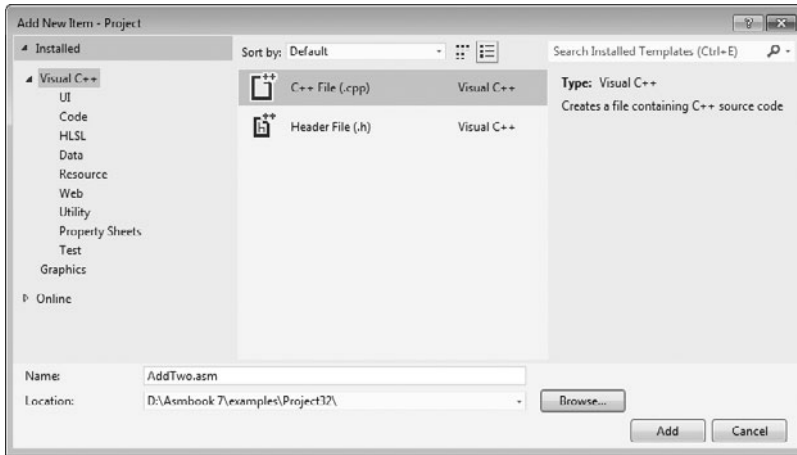 Add New Item - Project
Installed
Sort by: Default
Search Installed Templates (Ctrl+E)
Visual C++
UI
Code
HLSL
Data
Resource
Web
Utility
Property Sheets
Test
Graphics
Online
C++ File (.cpp) Visual C++
Header File (.h) Visual C++
Type: Visual C++
Creates a file containing C++ source code
Name: AddTwo.asm
Location: D:\Asmbook 7\examples\Project32\
Browse...
Add
Cancel